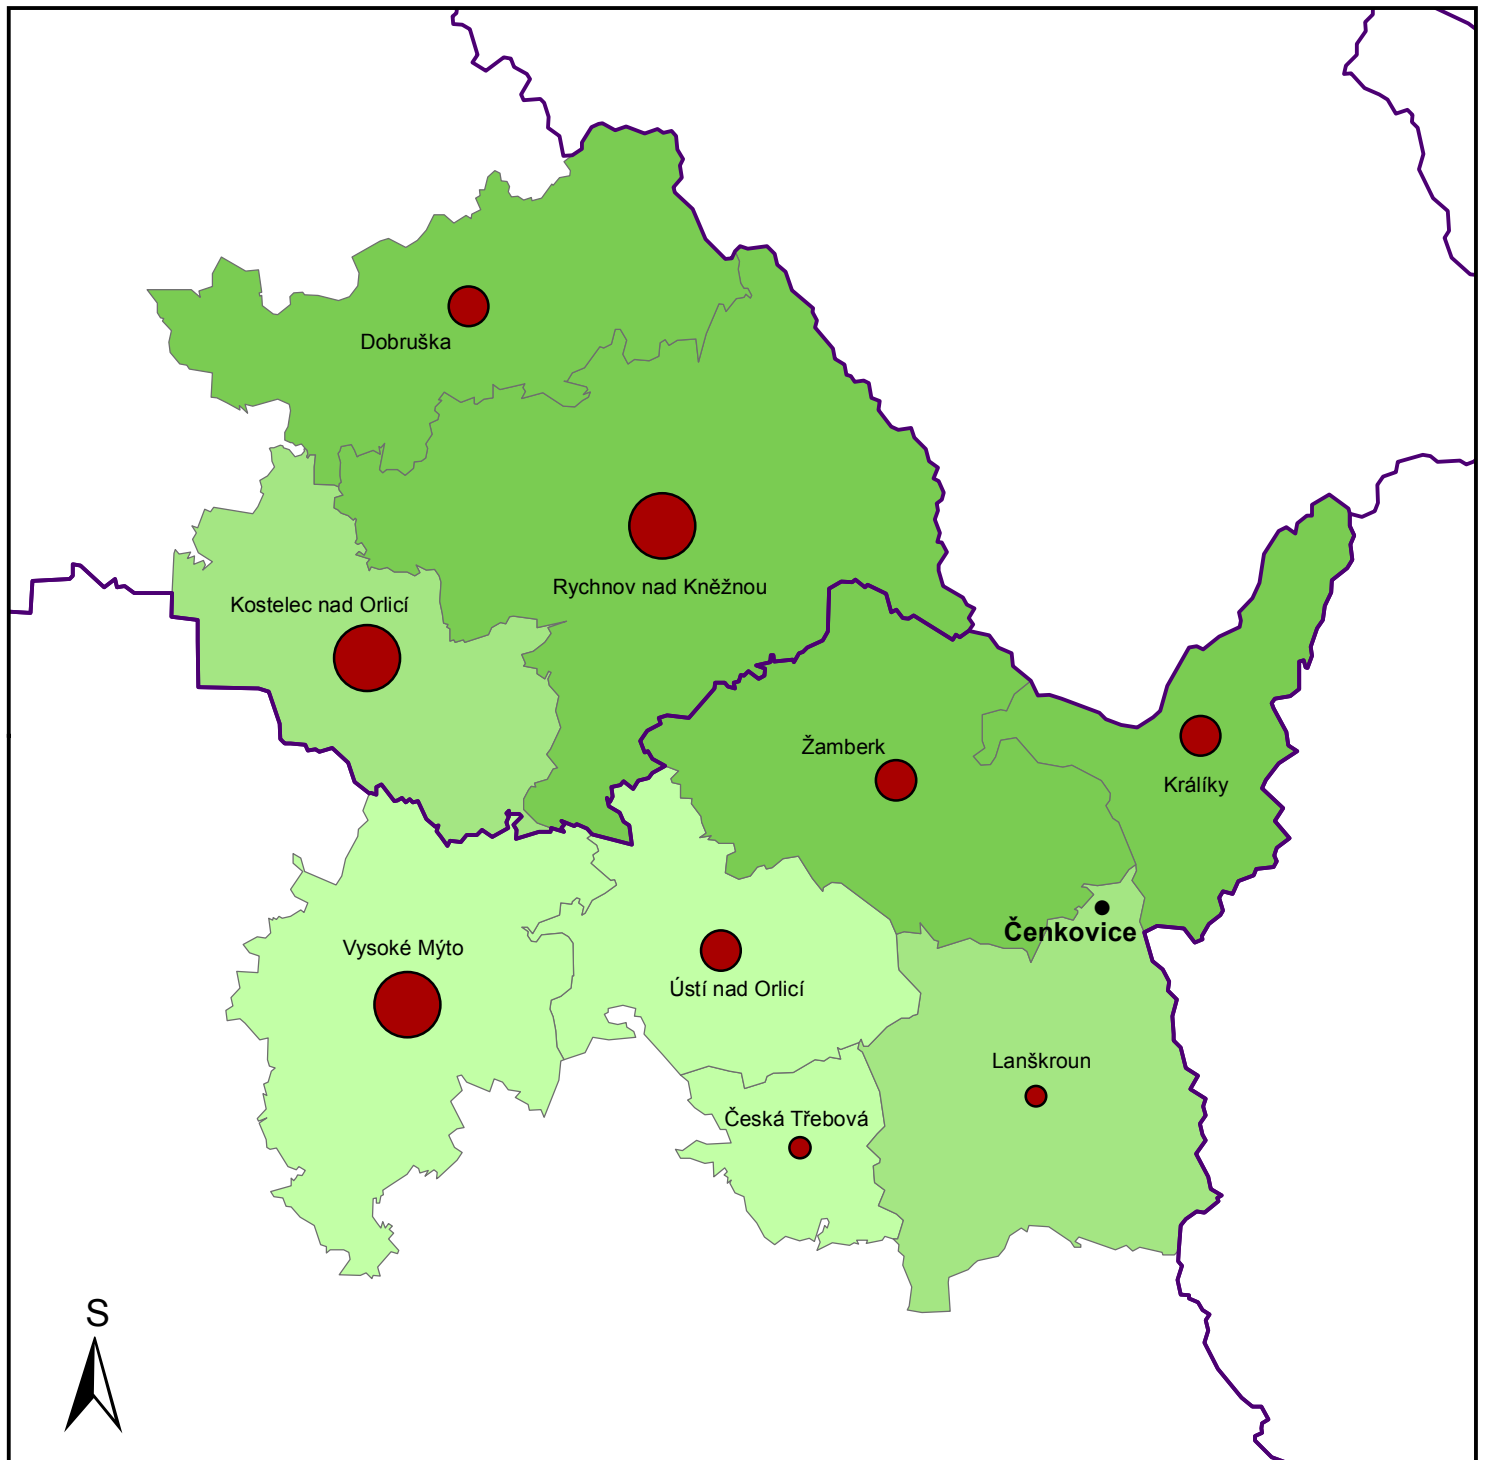 Dobruška
Rychnov nad Kněžnou
Kostelec nad Orlicí
Žamberk
Králíky
Čenkovice
Vysoké Mýto
Ústí nad Orlicí
Lanškroun
Česká Třebová
S